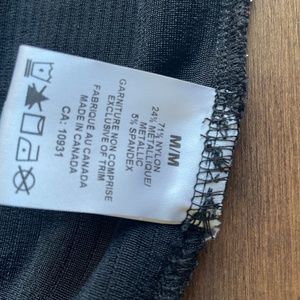 M/M
71% NYLON
24% METALLIQUE/
METALLIC
5% SPANDEX
GARNITURE NON COMPRISE
EXCLUSIVE OF TRIM
FABRIQUE AU CANADA
MADE IN CANADA
CA: 10931